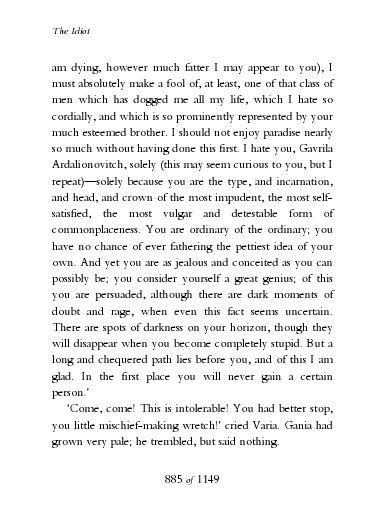 The Idiot
am dying, however much fatter I may appear to you), I
must absolutely make a fool of, at least, one of that class of
men which has dogged me all my life, which I hate so
cordially, and which is so prominently represented by your
much esteemed brother. I should not enjoy paradise nearly
so much without having done this first. I hate you, Gavrila
Ardalionovitch, solely (this may seem curious to you, but I
repeat)—solely because you are the type, and incarnation,
and head, and crown of the most impudent, the most self-
satisfied, the most vulgar and detestable form of
commonplaceness. You are ordinary of the ordinary; you
have no chance of ever fathering the pettiest idea of your
own. And yet you are as jealous and conceited as you can
possibly be; you consider yourself a great genius; of this
you are persuaded, although there are dark moments of
doubt and rage, when even this fact seems uncertain.
There are spots of darkness on your horizon, though they
will disappear when you become completely stupid. But a
long and chequered path lies before you, and of this I am
glad. In the first place you will never gain a certain
person.’
‘Come, come! This is intolerable! You had better stop,
you little mischief-making wretch!’ cried Varia. Gania had
grown very pale; he trembled, but said nothing.
885 of 1149